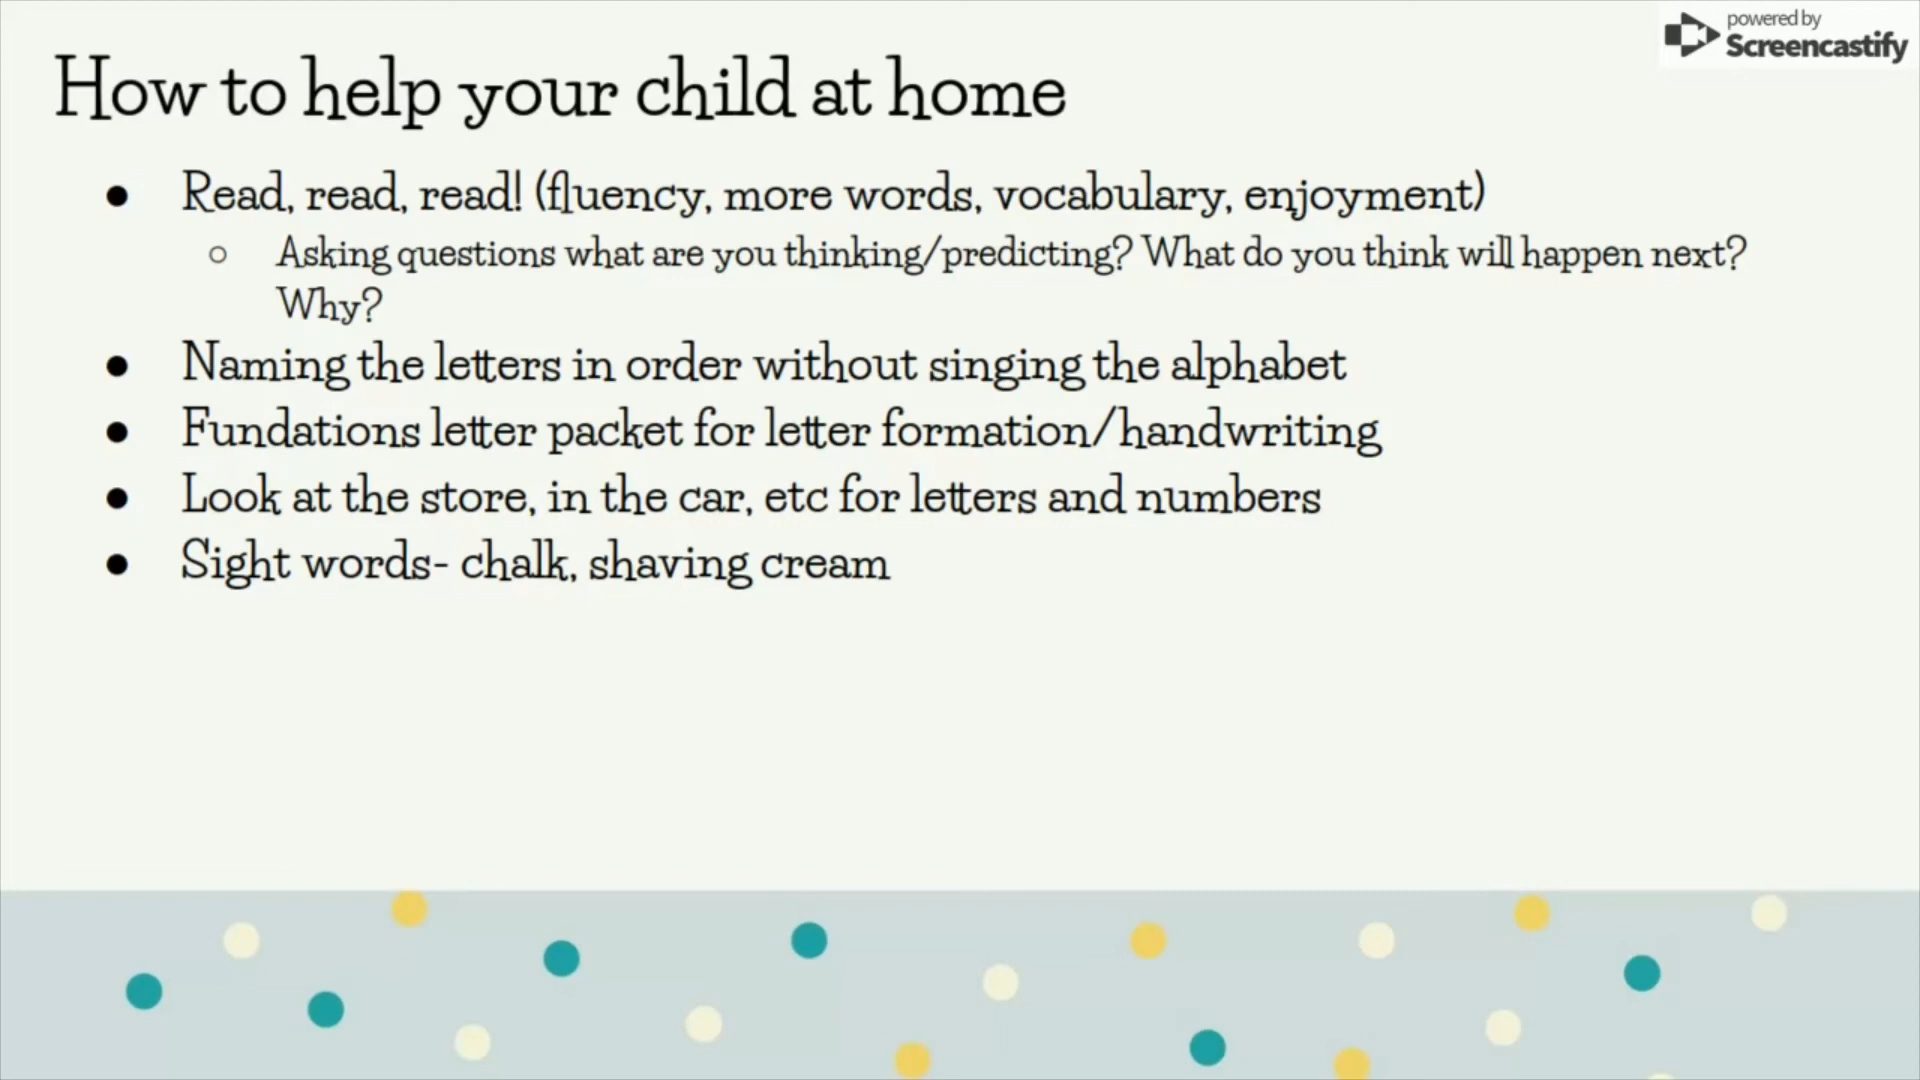 powered by
Screencastify
How to help your child at home
● Read, read, read! (fluency, more words, vocabulary, enjoyment)
○ Asking questions what are you thinking/predicting? What do you think will happen next?
Why?
● Naming the letters in order without singing the alphabet
● Fundations letter packet for letter formation/handwriting
● Look at the store, in the car, etc for letters and numbers
● Sight words- chalk, shaving cream